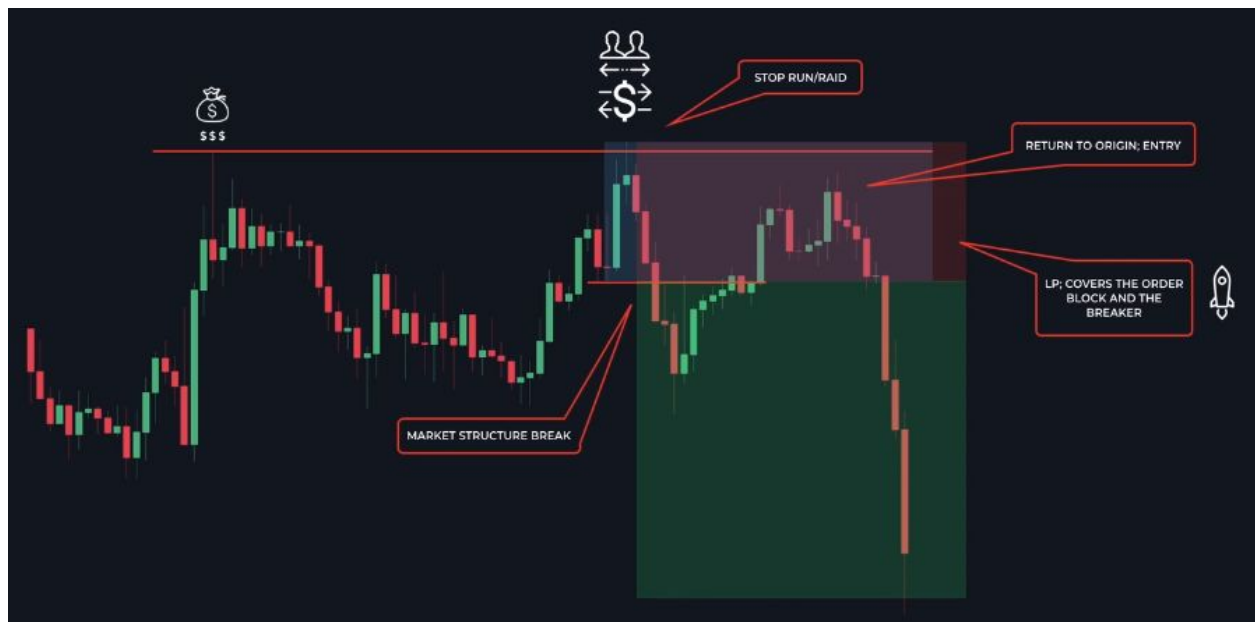 $
$$$
$
STOP RUN/RAID
RETURN TO ORIGIN; ENTRY
LP; COVERS THE ORDER
BLOCK AND THE
BREAKER
MARKET STRUCTURE BREAK